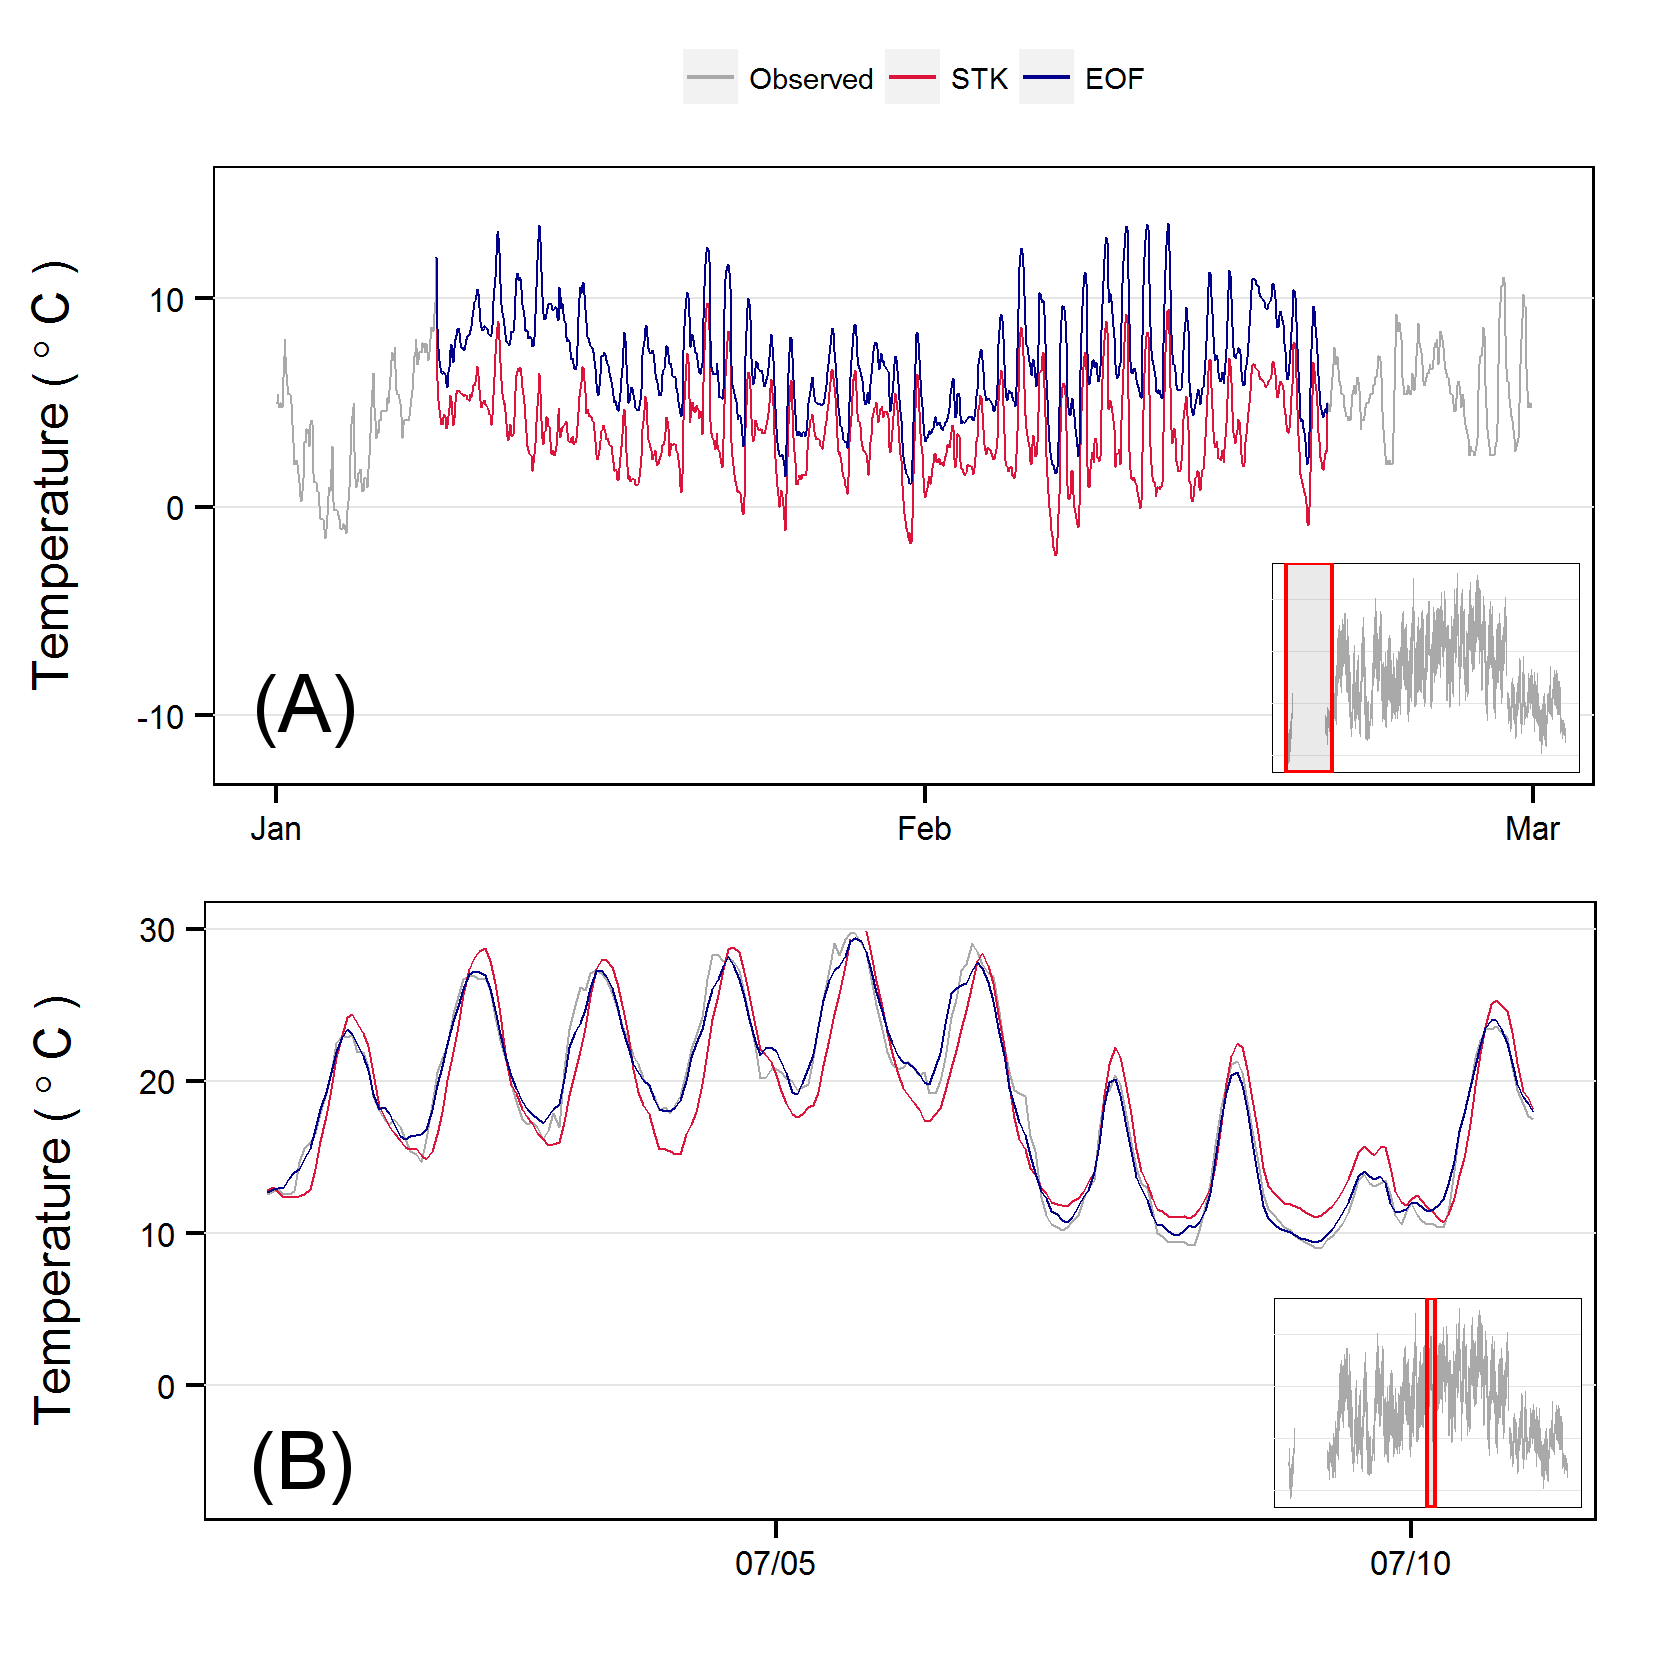 Observed STK EOF
Temperature ( ° C )
10
0
-10
(A)
Jan Feb Mar
Temperature ( ° C )
30
20
10
0
(B)
07/05 07/10